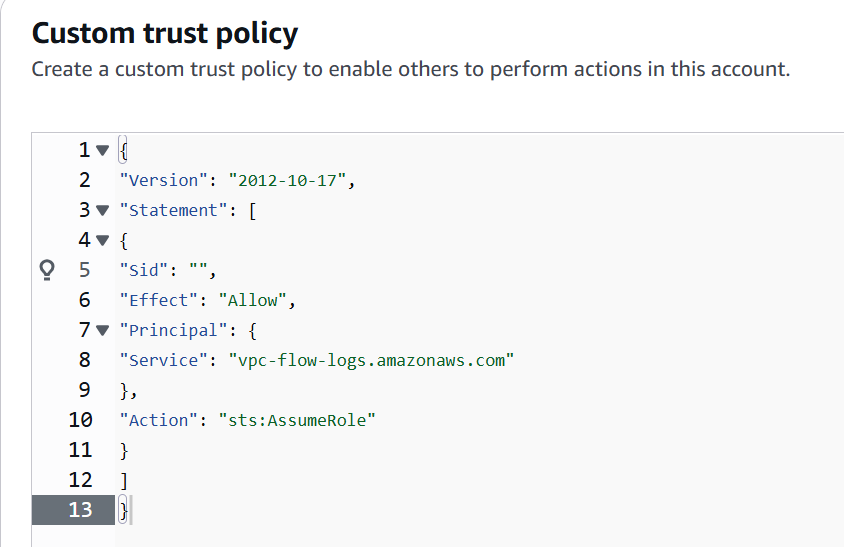 Custom trust policy
Create a custom trust policy to enable others to perform actions in this account.
1 {
2 "Version": "2012-10-17",
3 "Statement": [
4 {
5 "Sid": "",
6 "Effect": "Allow",
7 "Principal": {
8 "Service": "vpc-flow-logs.amazonaws.com"
9 },
10 "Action": "sts:AssumeRole"
11 }
12 ]
13 }